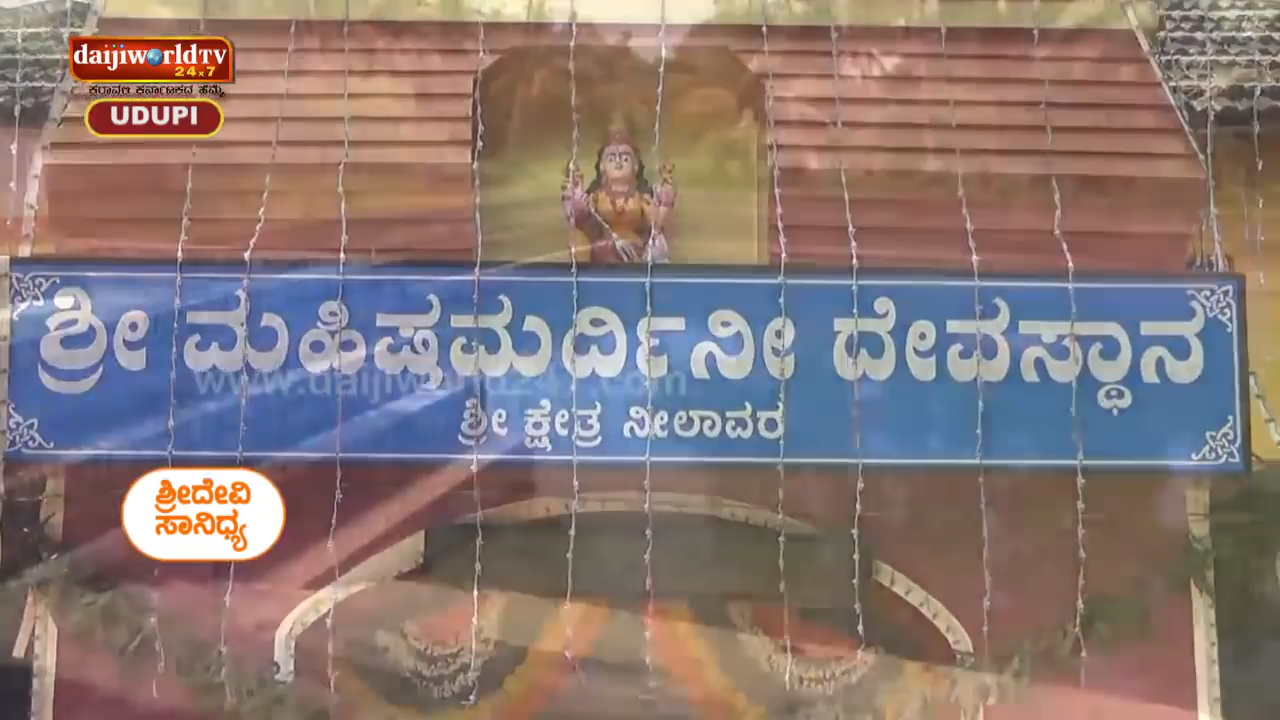 daijiworldTV
24x7
ಕರಾವಳಿ ಕರ್ನಾಟಕದ ಹೆಮ್ಮೆ
UDUPI
ಶ್ರೀ ಮಹಿಷಮರ್ದಿನೀ ದೇವಸ್ಥಾನ
www.daijiworld247.com
ಶ್ರೀ ಕ್ಷೇತ್ರ ನೀಲಾವರ
ಶ್ರೀದೇವಿ
ಸಾನಿಧ್ಯ